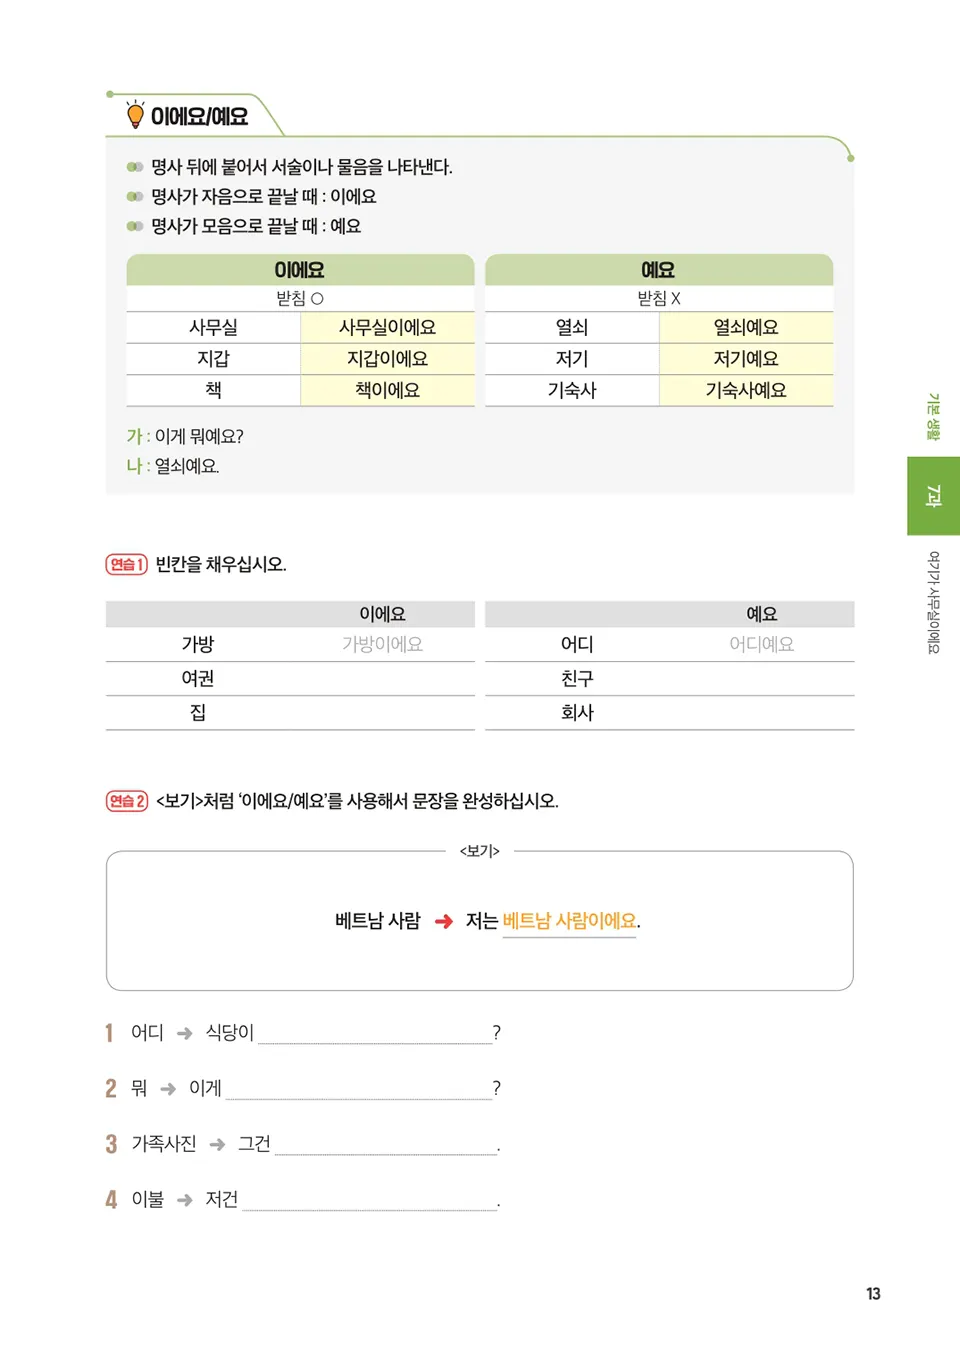 이에요/예요
명사 뒤에 붙어서 서술이나 물음을 나타낸다.
명사가 자음으로 끝날 때 : 이에요
명사가 모음으로 끝날 때 : 예요
이에요 예요
받침 ○ 받침 X
사무실 사무실이에요 열쇠 열쇠예요
지갑 지갑이에요 저기 저기예요
책 책이에요 기숙사 기숙사예요
가 : 이게 뭐예요?
나 : 열쇠예요.
기본 생활
7과
여기가 사무실이에요
연습 1 빈칸을 채우십시오.
이에요 예요
가방 가방이에요 어디 어디예요
여권 친구
집 회사
연습 2 <보기>처럼 ‘이에요/예요’를 사용해서 문장을 완성하십시오.
<보기>
베트남 사람 ➜ 저는 베트남 사람이에요.
1 어디 ➜ 식당이 ?
2 뭐 ➜ 이게 ?
3 가족사진 ➜ 그건 .
4 이불 ➜ 저건 .
13